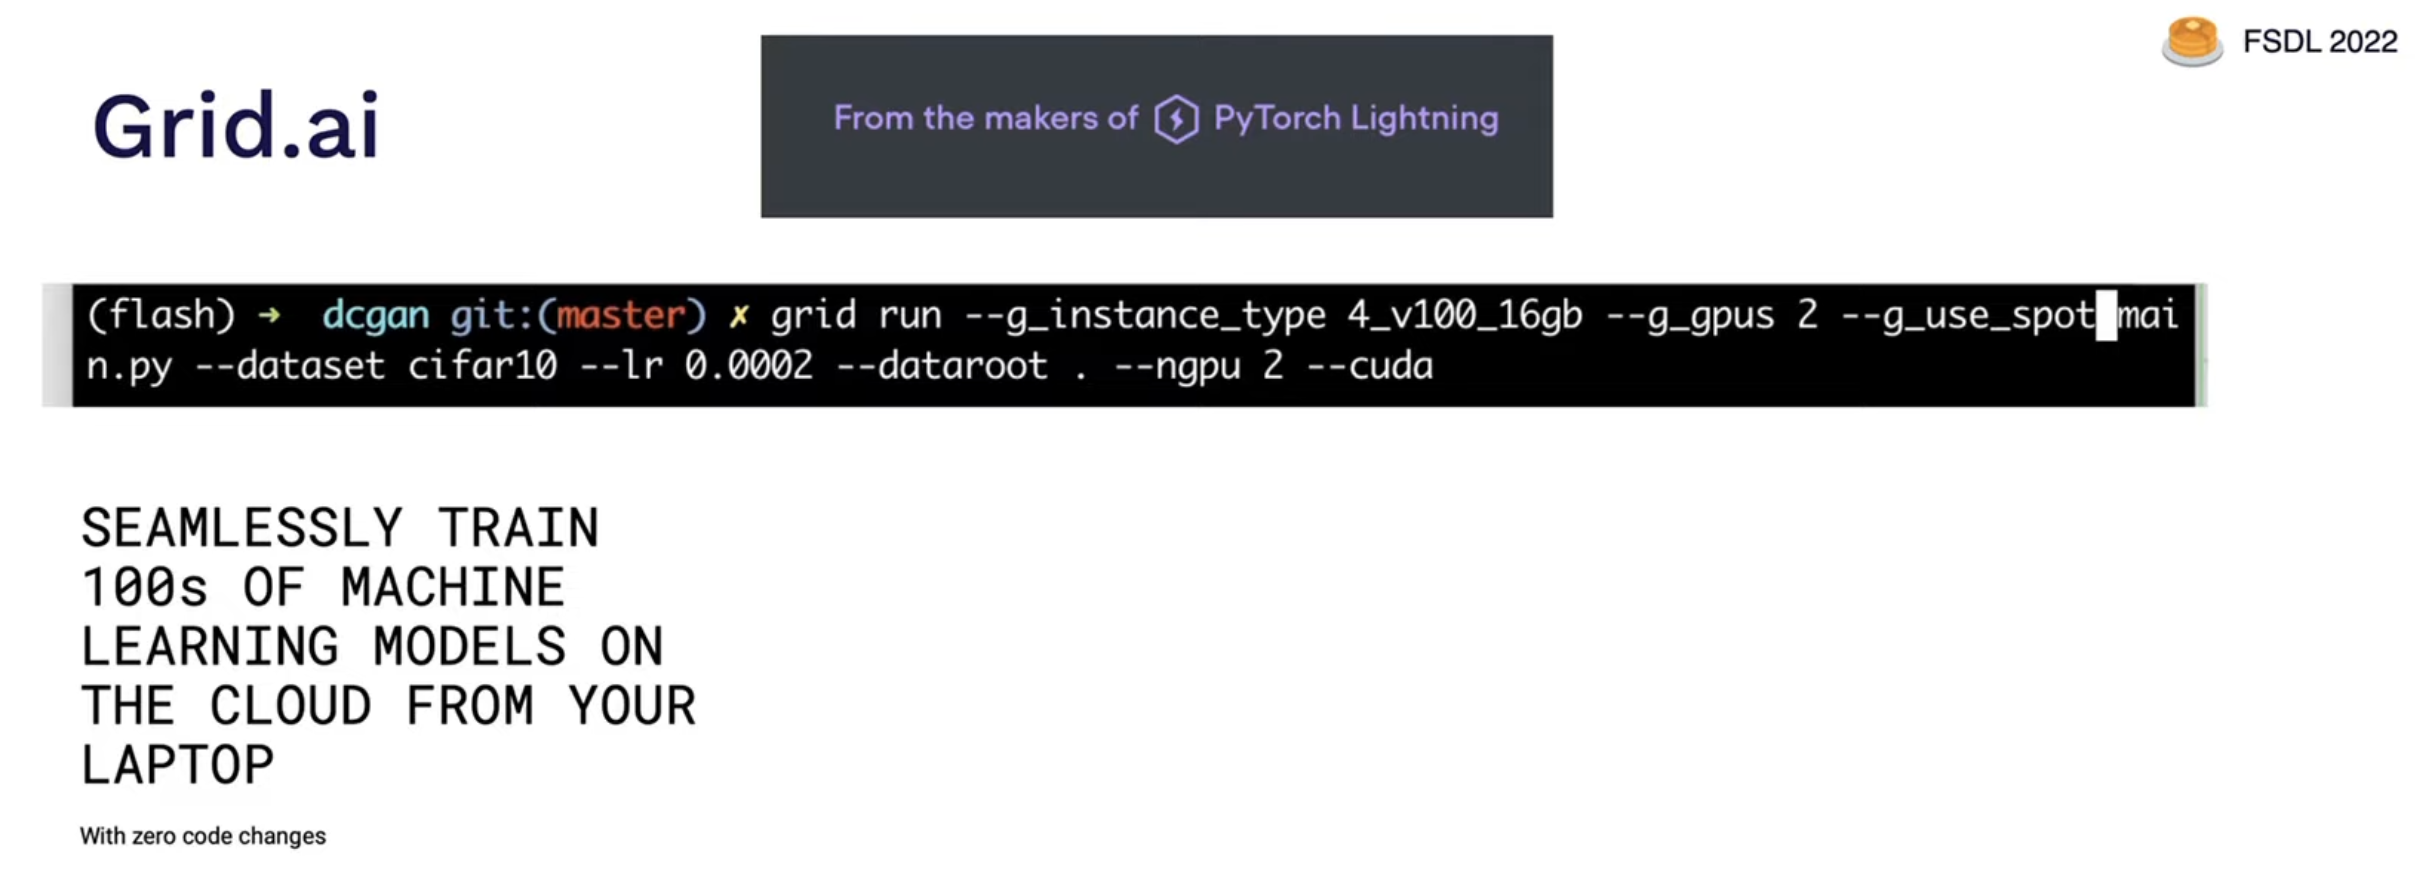 FSDL 2022
Grid.ai
From the makers of PyTorch Lightning
(flash) ➜ dcgan git:(master) ✗ grid run --g_instance_type 4_v100_16gb --g_gpus 2 --g_use_spot mai
n.py --dataset cifar10 --lr 0.0002 --dataroot . --ngpu 2 --cuda
SEAMLESSLY TRAIN
100s OF MACHINE
LEARNING MODELS ON
THE CLOUD FROM YOUR
LAPTOP
With zero code changes